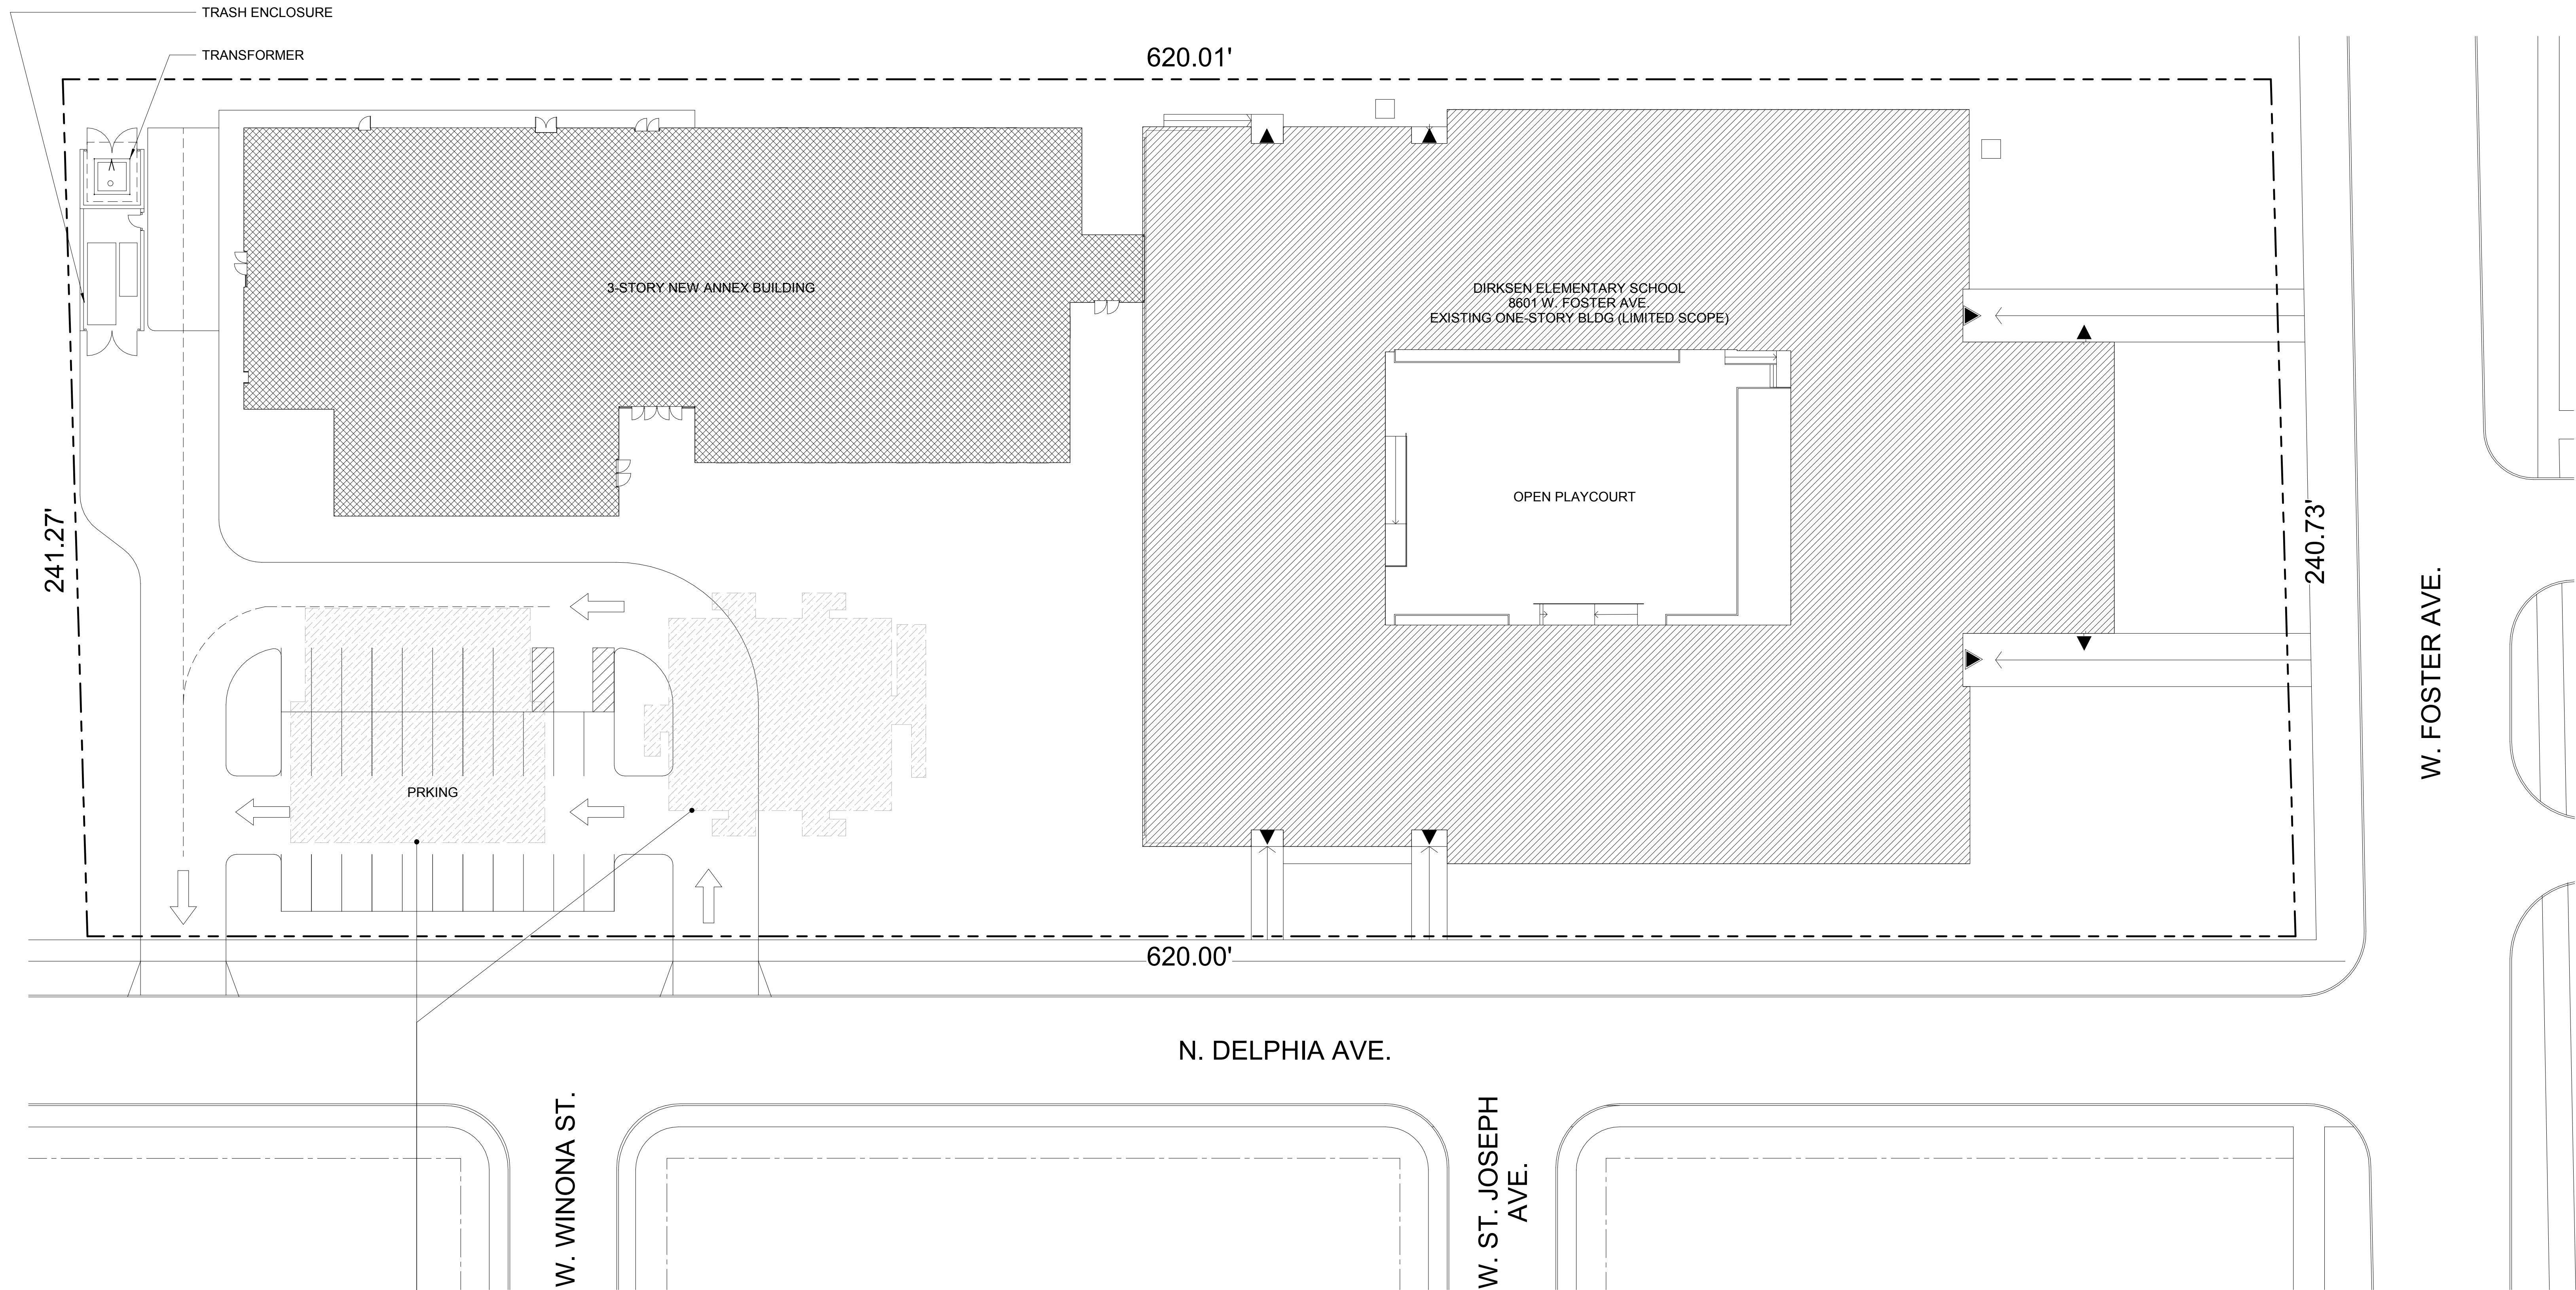 TRASH ENCLOSURE
TRANSFORMER
620.01'
3-STORY NEW ANNEX BUILDING
DIRKSEN ELEMENTARY SCHOOL
8601 W. FOSTER AVE.
EXISTING ONE-STORY BLDG (LIMITED SCOPE)
OPEN PLAYCOURT
241.27'
240.73'
W. FOSTER AVE.
PRKING
620.00'
N. DELPHIA AVE.
W. WINONA ST.
W. ST. JOSEPH
AVE.